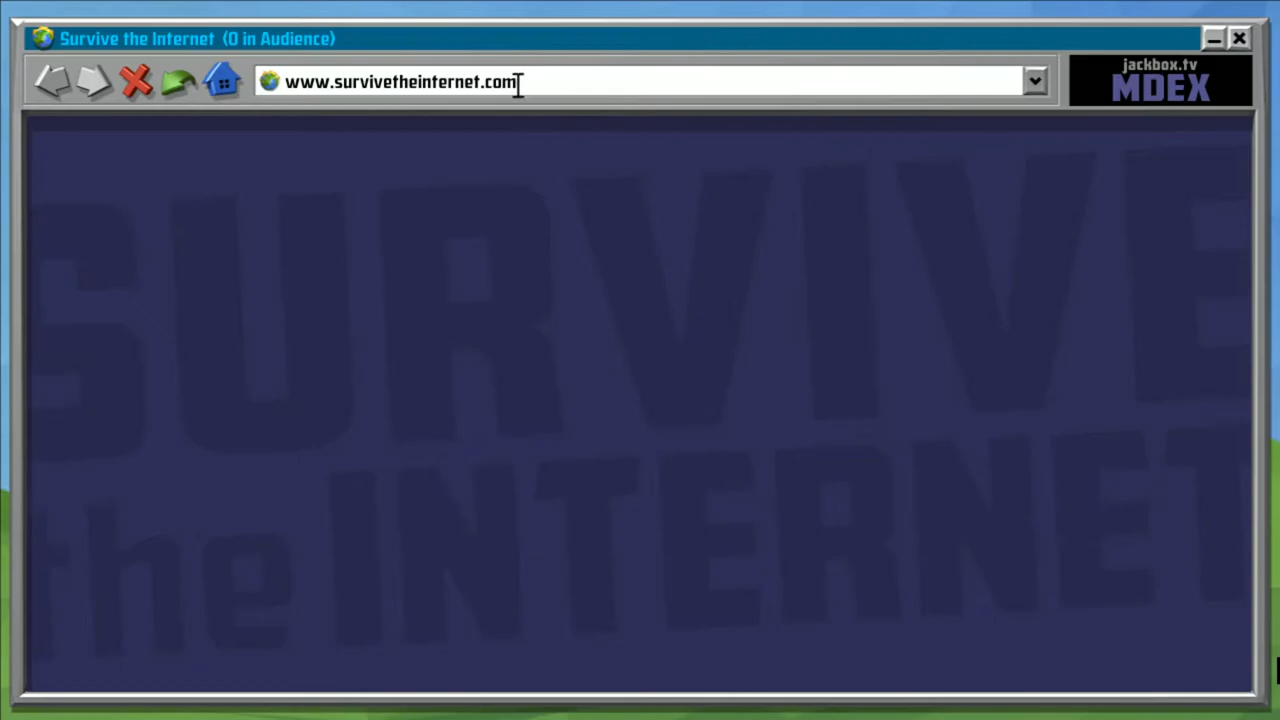 Survive the Internet (0 in Audience)
www.survivetheinternet.com
jackbox.tv
MDEX
SURVIVE
the INTERNET